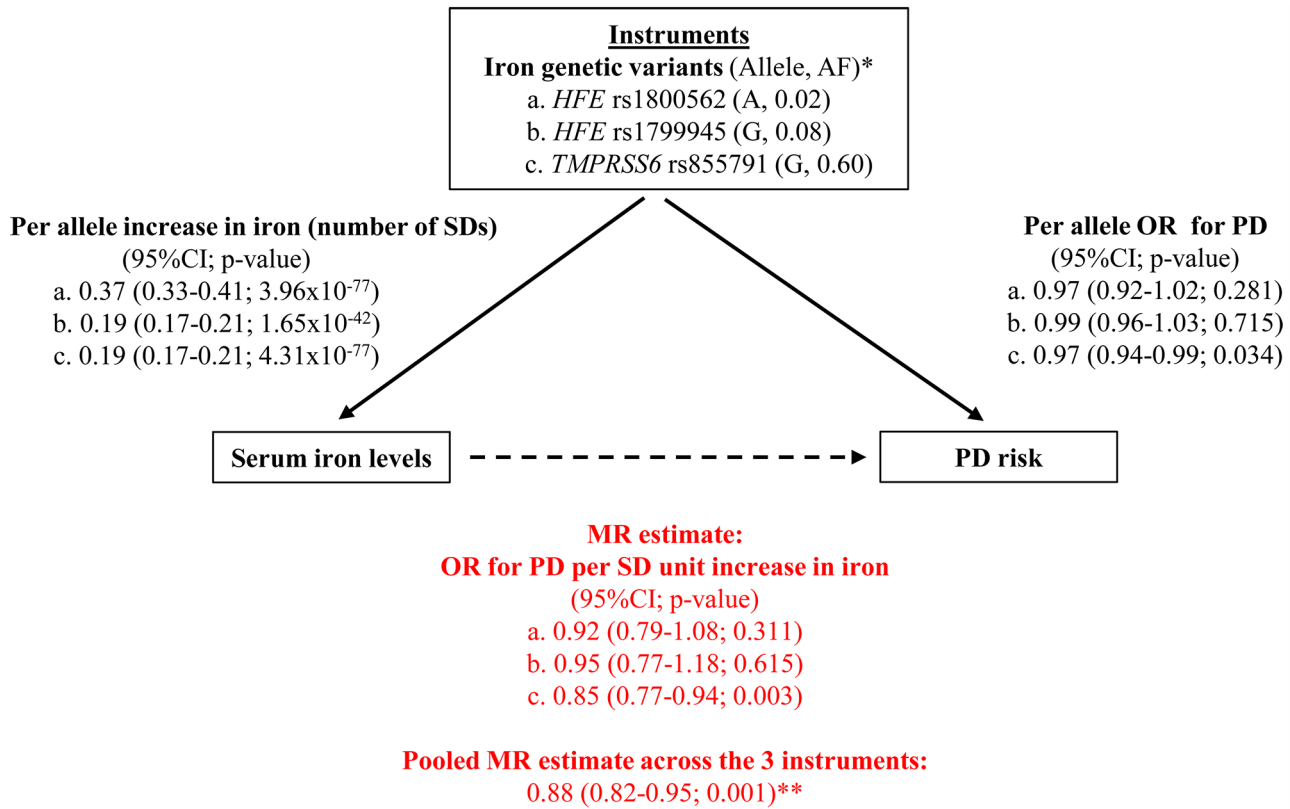 Instruments
Iron genetic variants (Allele, AF)*
a. HFE rs1800562 (A, 0.02)
b. HFE rs1799945 (G, 0.08)
c. TMPRSS6 rs855791 (G, 0.60)
Per allele increase in iron (number of SDs)
(95%CI; p-value)
a. 0.37 (0.33-0.41; 3.96x10⁻⁷⁷)
b. 0.19 (0.17-0.21; 1.65x10⁻⁴²)
c. 0.19 (0.17-0.21; 4.31x10⁻⁷⁷)
Per allele OR for PD
(95%CI; p-value)
a. 0.97 (0.92-1.02; 0.281)
b. 0.99 (0.96-1.03; 0.715)
c. 0.97 (0.94-0.99; 0.034)
Serum iron levels
PD risk
MR estimate:
OR for PD per SD unit increase in iron
(95%CI; p-value)
a. 0.92 (0.79-1.08; 0.311)
b. 0.95 (0.77-1.18; 0.615)
c. 0.85 (0.77-0.94; 0.003)
Pooled MR estimate across the 3 instruments:
0.88 (0.82-0.95; 0.001)**